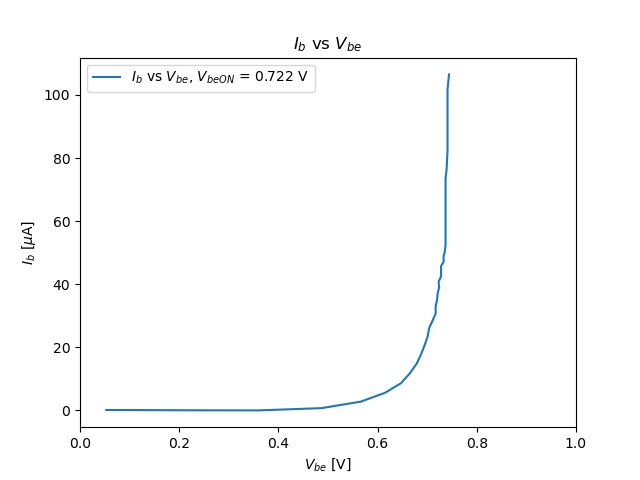 I_b vs V_be
I_b vs V_be, V_beON = 0.722 V
100
80
60
40
20
0
I_b [μA]
0.0 0.2 0.4 0.6 0.8 1.0
V_be [V]